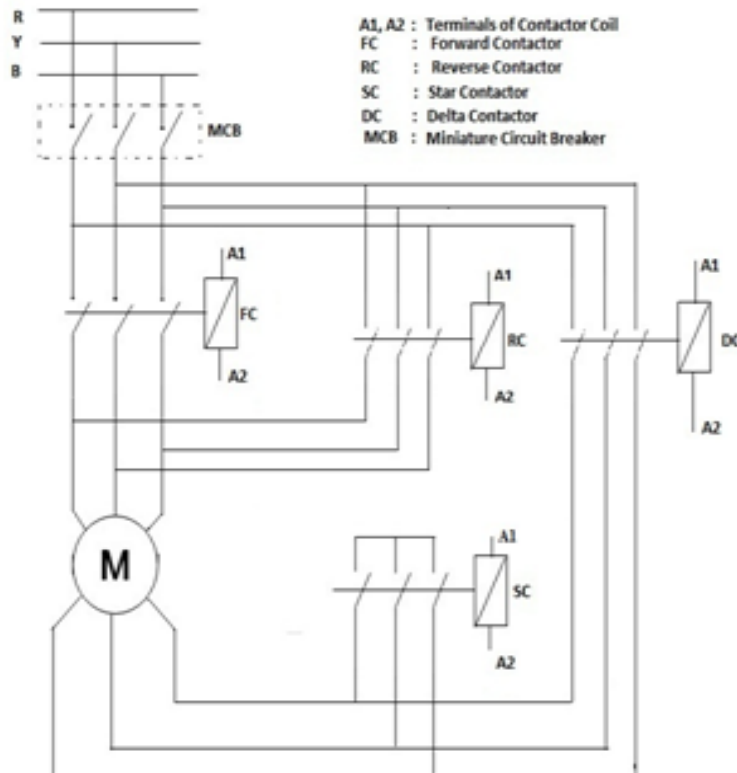 A1, A2 : Terminals of Contactor Coil
FC : Forward Contactor
RC : Reverse Contactor
SC : Star Contactor
DC : Delta Contactor
MCB : Miniature Circuit Breaker
R
Y
B
MCB
A1
FC
A2
A1
RC
A2
A1
DC
A2
M
A1
SC
A2